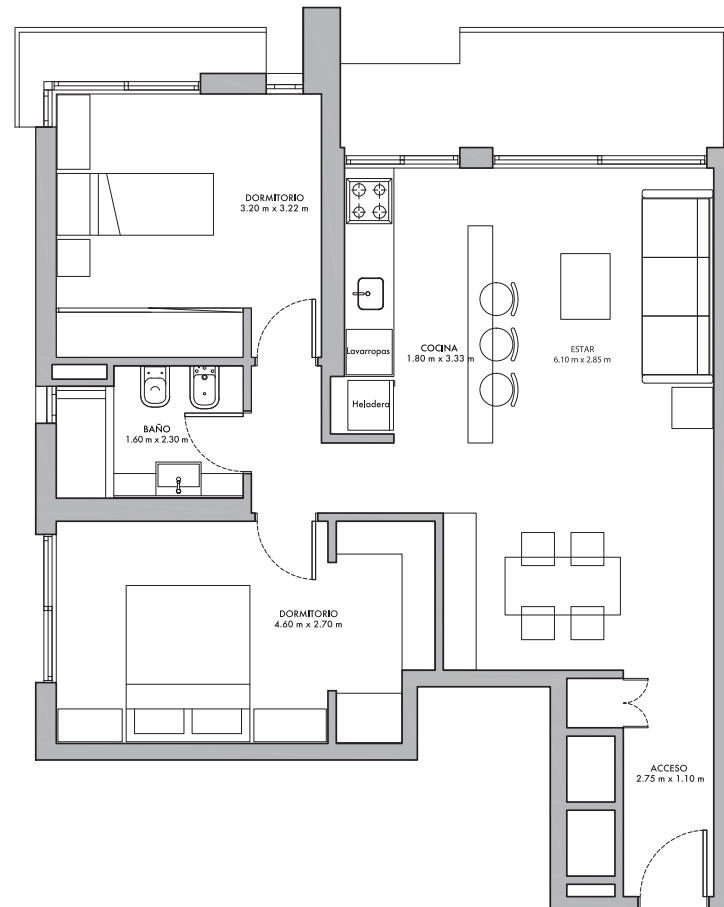 DORMITORIO
3.20 m x 3.22 m
COCINA
1.80 m x 3.33 m
ESTAR
6.10 m x 2.85 m
Lavarropas
Heladera
BAÑO
1.60 m x 2.30 m
DORMITORIO
4.60 m x 2.70 m
ACCESO
2.75 m x 1.10 m